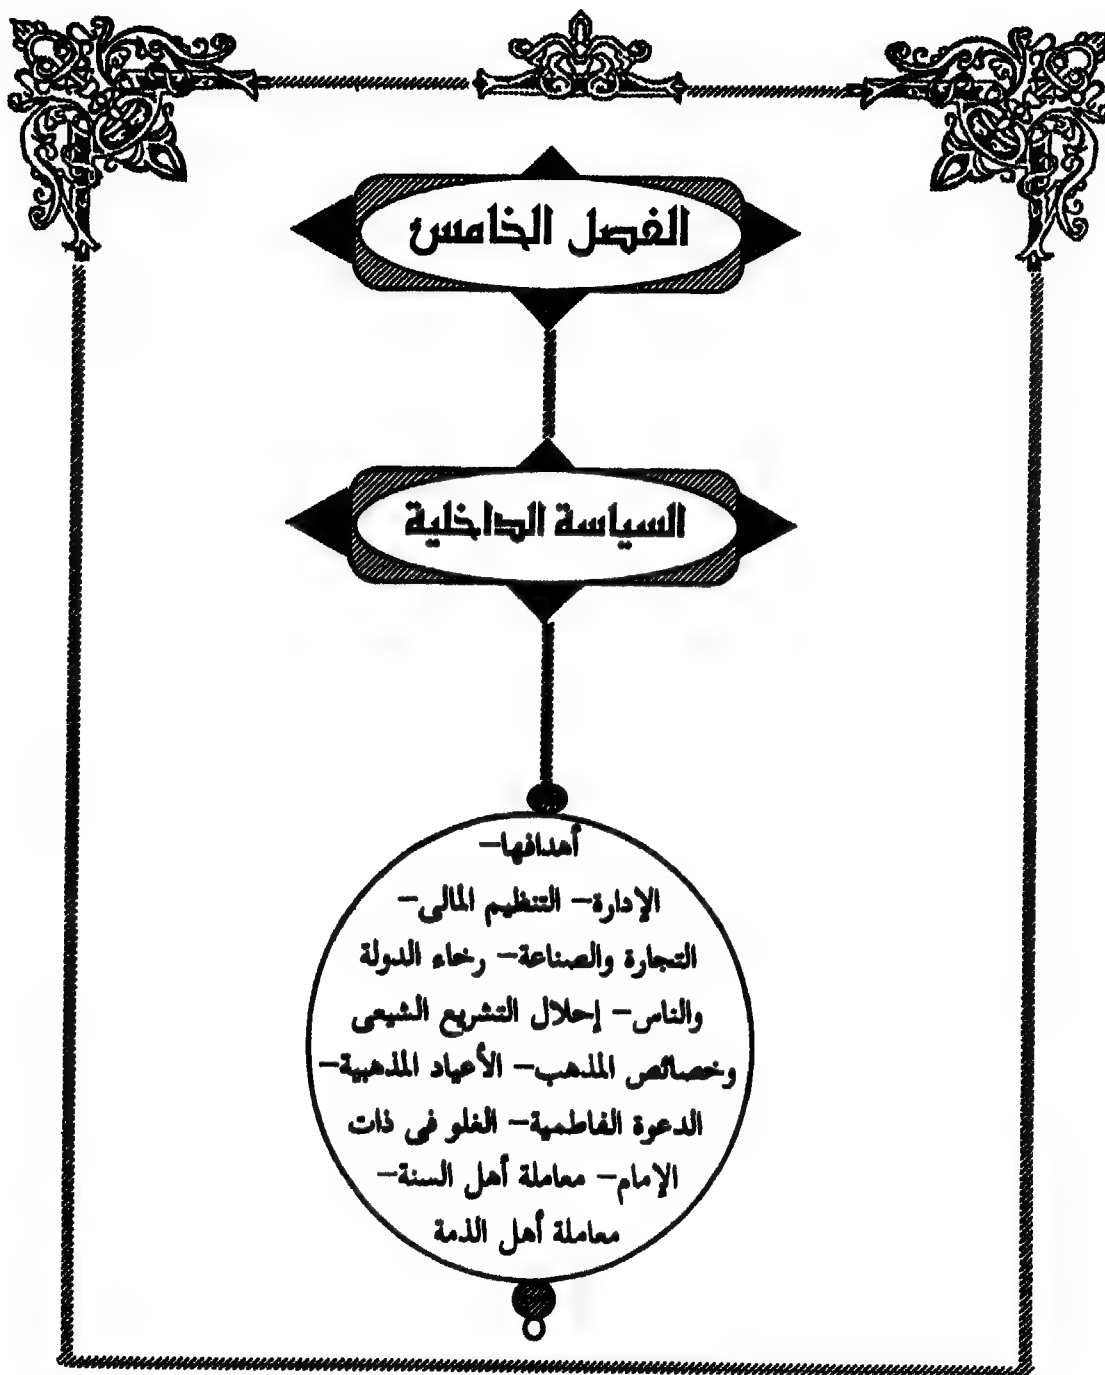 الفصل الخامس
السياسة الداخلية
أهدافها–
الإدارة– التنظيم المالى–
التجارة والصناعة– رخاء الدولة
والناس– إحلال التشريع الشيعى
وخصائص المذهب– الأعياد المذهبية–
الدعوة الفاطمية– الغلو فى ذات
الإمام– معاملة أهل السنة–
معاملة أهل الذمة